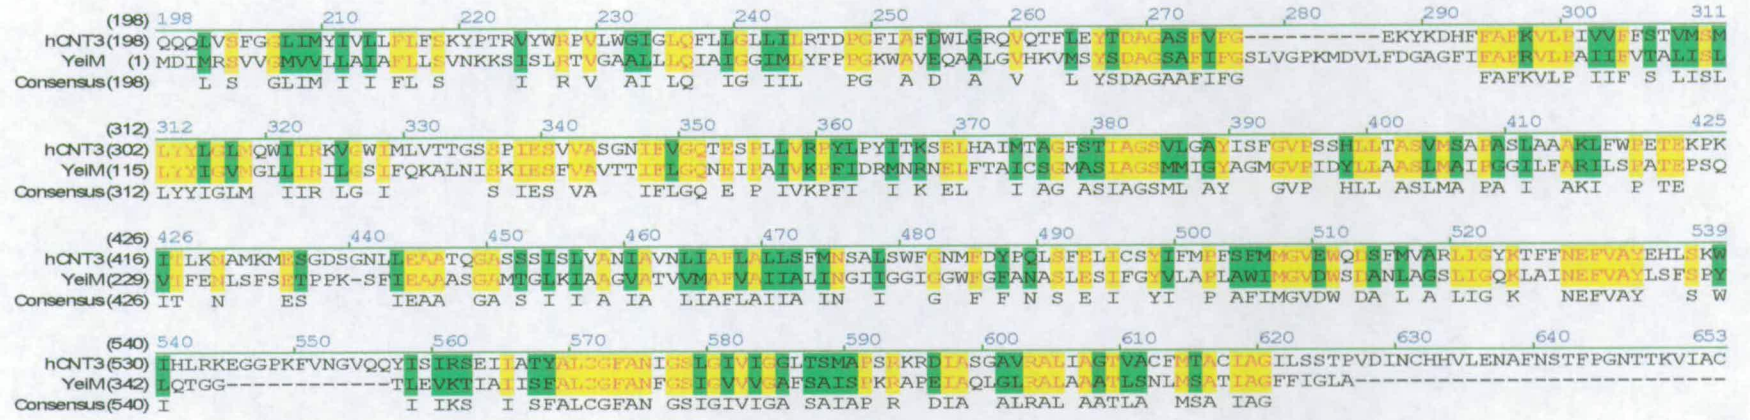 (198) 198 210 220 230 240 250 260 270 280 290 300 311
hCNT3 (198) QQQLVSFGGLIMYIVLLFLFSKYPTRVYWRPVLWGIGLQFLLGLLILRTDPGFIAFDWLGRQVQTFLEYTDAGASFVFG----------EKYKDHFFAFKVLPIVVFFSTVMSM
YeiM (1) MDIMRSVVGMVVLLAIAFLLSVNKKSISLRTVGAALLLQIAIGGIMLYFPPGKWAVEQAALGVHKVMSYSDAGSAFIFGSLVGPKMDVLFDGAGFIFAFRVLPAIIFVTALISL
Consensus (198) L S GLIM I I FL S I R V AI LQ IG IIL PG A D A V L YSDAGAAFIFG FAFKVLP IIF S LISL
(312) 312 320 330 340 350 360 370 380 390 400 410 425
hCNT3 (302) LYYLGLMQWIIRKVGWIMLVTTGSSPIESVVASGNIFVGQTESPLLVRPYLPYITKSELHAIMTAGFSTIAGSVLGAYISFGVPSSHLLTASVMSAPASLAAAKLFWPETEKPK
YeiM (115) LYYIGVMGLLIRILGSIFQKALNISKIESFVAVTTIFLGQNEIPAIVKPFIDRMNRNELFTAICSGMASIAGSMMIGYAGMGVPIDYLLAASLMAIPGGILFARILSPATEPSQ
Consensus (312) LYYIGLM IIR LG I S IES VA IFLGQ E P IVKPFI I K EL I AG ASIAGSML AY GVP HLL ASLMA PA I AKI P TE
(426) 426 440 450 460 470 480 490 500 510 520 539
hCNT3 (416) ITLKNAMKMESGDSGNLLEAATQGASSSISLVANIAVNLIAFLALLSFMNSALSWFGNMFDYPQLSFELICSYIFMPFSFMMGVEWQDSFMVARLIGYKTFFNEFVAYEHLSKW
YeiM (229) VTFENLSFSETPPK-SFIEAAASGAMTGLKIAAGVATVVMAFVAIIALINGIIGGIGGWFGFANASLESIFGYVLAPLAWIMGVDWSDANLAGSLIGQKLAINEFVAYLSFSPY
Consensus (426) IT N ES IEAA GA S I I A IA LIAFLAIIA IN I G F F N S E I YI P AFIMGVDW DA L A LIG K NEFVAY S W
(540) 540 550 560 570 580 590 600 610 620 630 640 653
hCNT3 (530) IHLRKEGGPKFVNGVQQYISIRSEIIATYALCGFANIGSLGIVIGGLTSMAPSRKRDIASGAVRALIAGTVACFMTACIAGILSSTPVDINCHHVLENAFNSTFPGNTTKVIAC
YeiM (342) LQTGG------------TLEVKTIAIISFALCGFANFGSIGVVVGAFSAISPKRAPEIAQLGLRALAAATLSNLMSATIAGFFIGLA---------------------------
Consensus (540) I I IKS I SFALCGFAN GSIGIVIGA SAIAP R DIA ALRAL AATLA MSA IAG